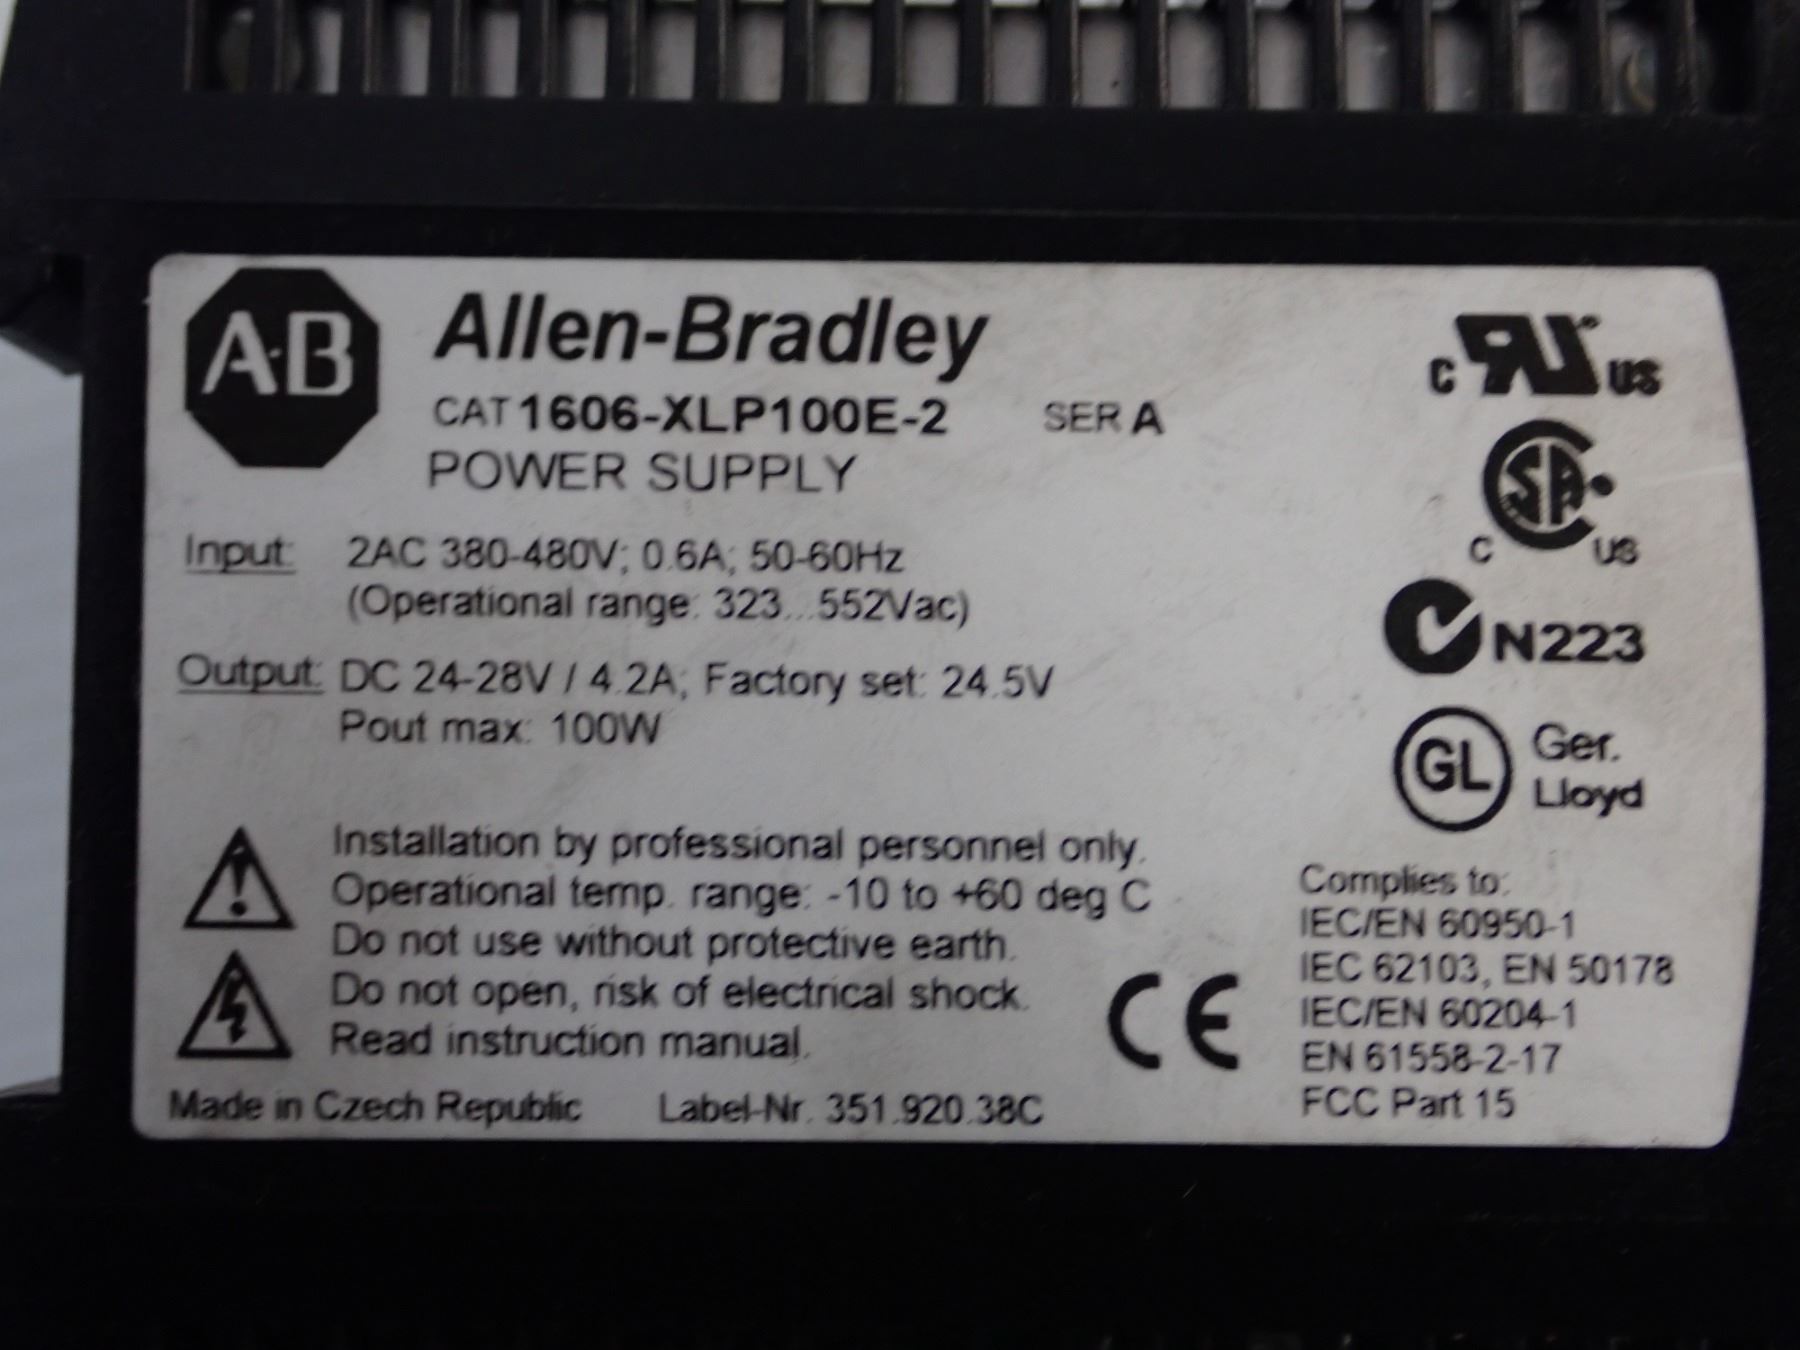 A-B Allen-Bradley
CAT 1606-XLP100E-2 SER A
POWER SUPPLY
Input: 2AC 380-480V; 0.6A; 50-60Hz
(Operational range: 323...552Vac)
Output: DC 24-28V / 4.2A; Factory set: 24.5V
Pout max: 100W
Installation by professional personnel only.
Operational temp. range: -10 to +60 deg C
Do not use without protective earth.
Do not open, risk of electrical shock.
Read instruction manual.
Made in Czech Republic Label-Nr. 351.920.38C
C RU US
C SA US
N223
GL Ger.
Lloyd
CE
Complies to:
IEC/EN 60950-1
IEC 62103, EN 50178
IEC/EN 60204-1
EN 61558-2-17
FCC Part 15